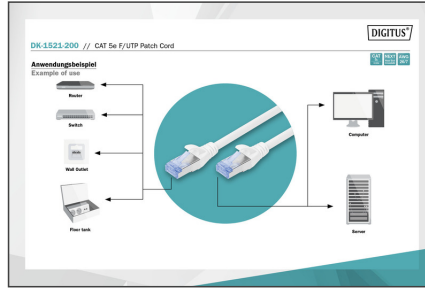 DIGITUS®
DK-1521-200 // CAT 5e F/UTP Patch Cord
Anwendungsbeispiel
Example of use
Router
Switch
Wall Outlet
Floor tank
Computer
Server